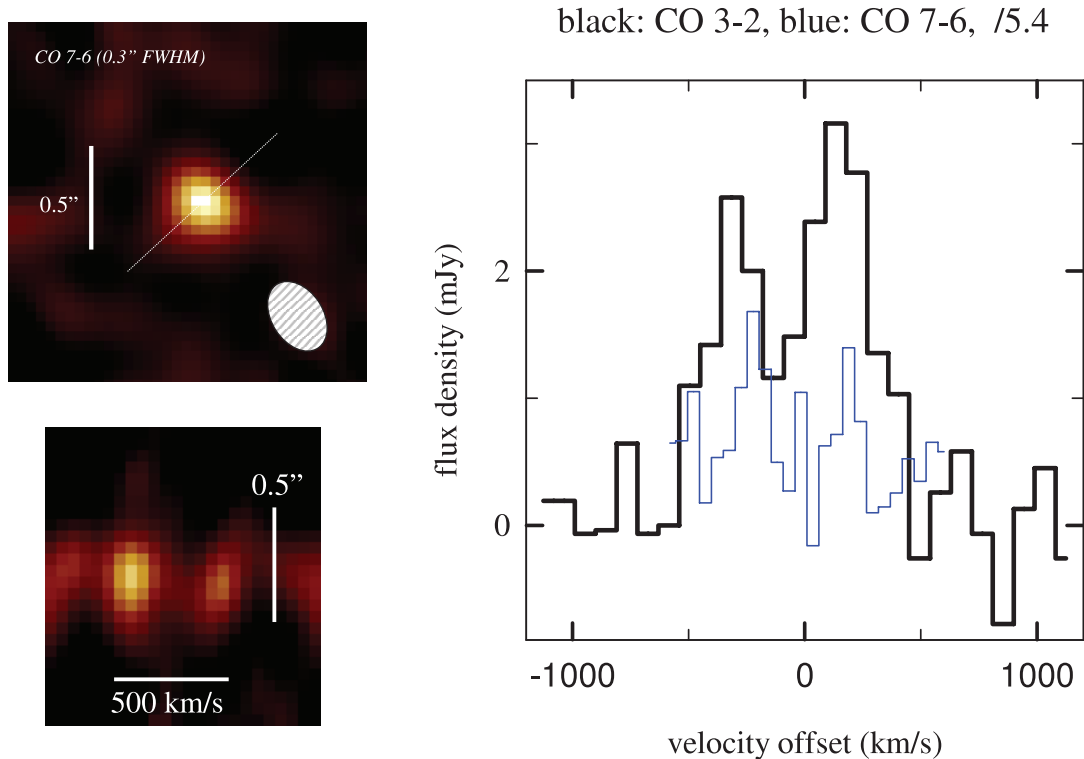 black: CO 3-2, blue: CO 7-6, /5.4
CO 7-6 (0.3” FWHM)
0.5”
0.5”
500 km/s
flux density (mJy)
2
0
-1000 0 1000
velocity offset (km/s)